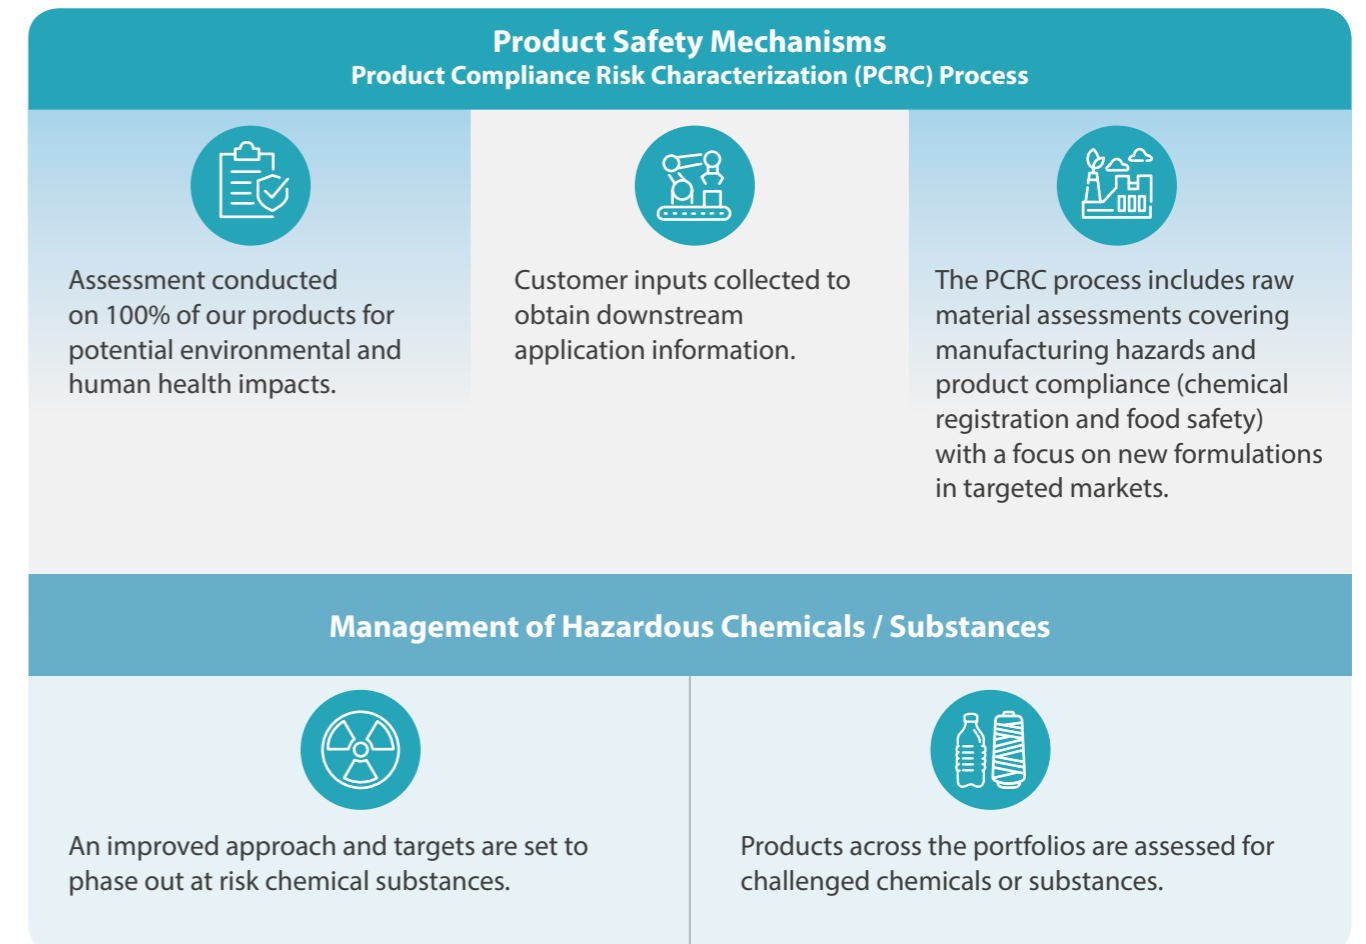 Product Safety Mechanisms
Product Compliance Risk Characterization (PCRC) Process
Assessment conducted
on 100% of our products for
potential environmental and
human health impacts.
Customer inputs collected to
obtain downstream
application information.
The PCRC process includes raw
material assessments covering
manufacturing hazards and
product compliance (chemical
registration and food safety)
with a focus on new formulations
in targeted markets.
Management of Hazardous Chemicals / Substances
An improved approach and targets are set to
phase out at risk chemical substances.
Products across the portfolios are assessed for
challenged chemicals or substances.